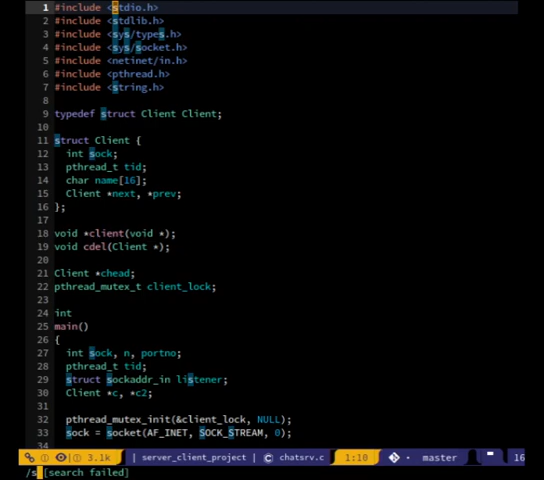 1 #include <stdio.h>
2 #include <stdlib.h>
3 #include <sys/types.h>
4 #include <sys/socket.h>
5 #include <netinet/in.h>
6 #include <pthread.h>
7 #include <string.h>
8
9 typedef struct Client Client;
10
11 struct Client {
12 int sock;
13 pthread_t tid;
14 char name[16];
15 Client *next, *prev;
16 };
17
18 void *client(void *);
19 void cdel(Client *);
20
21 Client *chead;
22 pthread_mutex_t client_lock;
23
24 int
25 main()
26 {
27 int sock, n, portno;
28 pthread_t tid;
29 struct sockaddr_in listener;
30 Client *c, *c2;
31
32 pthread_mutex_init(&client_lock, NULL);
33 sock = socket(AF_INET, SOCK_STREAM, 0);
34
3.1k | server_client_project | chatsrv.c 1:10 master 16
/s [search failed]